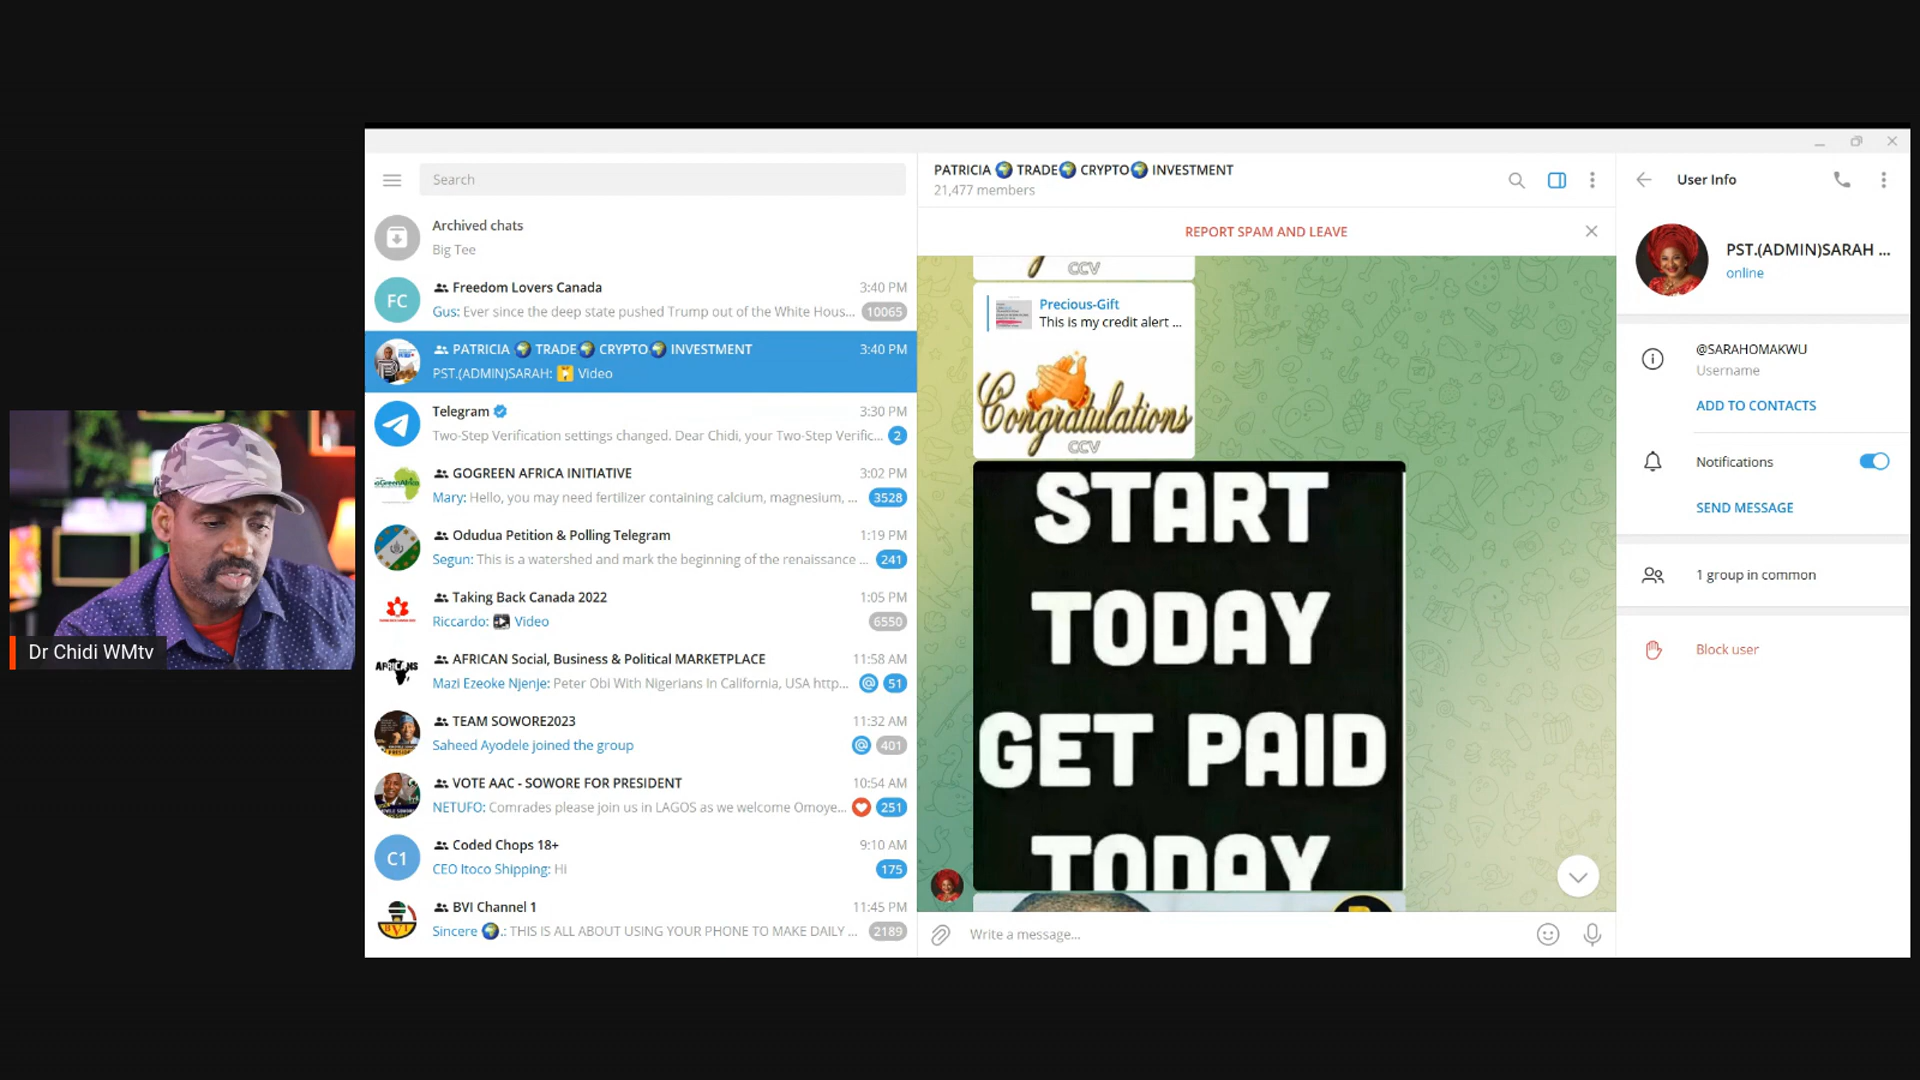 Search
Archived chats
Big Tee
FC
Freedom Lovers Canada
3:40 PM
Gus: Ever since the deep state pushed Trump out of the White Hous...
10065
PATRICIA TRADE CRYPTO INVESTMENT
3:40 PM
PST.(ADMIN)SARAH: Video
Telegram
3:30 PM
Two-Step Verification settings changed. Dear Chidi, your Two-Step Verific...
2
GOGREEN AFRICA INITIATIVE
3:02 PM
Mary: Hello, you may need fertilizer containing calcium, magnesium, ...
3528
Odudua Petition & Polling Telegram
1:19 PM
Segun: This is a watershed and mark the beginning of the renaissance ...
241
Taking Back Canada 2022
1:05 PM
Riccardo: Video
6550
AFRICANS
AFRICAN Social, Business & Political MARKETPLACE
11:58 AM
Mazi Ezeoke Njenje: Peter Obi With Nigerians In California, USA http...
@
51
TEAM SOWORE2023
11:32 AM
Saheed Ayodele joined the group
@
401
VOTE AAC - SOWORE FOR PRESIDENT
10:54 AM
NETUFO: Comrades please join us in LAGOS as we welcome Omoye...
251
C1
Coded Chops 18+
9:10 AM
CEO Itoco Shipping: Hi
175
BVI
BVI Channel 1
11:45 PM
Sincere .: THIS IS ALL ABOUT USING YOUR PHONE TO MAKE DAILY ...
2189
PATRICIA TRADE CRYPTO INVESTMENT
21,477 members
REPORT SPAM AND LEAVE
CCV
Precious-Gift
This is my credit alert ...
Congratulations
CCV
START
TODAY
GET PAID
TODAY
Write a message...
User Info
PST.(ADMIN)SARAH ...
online
@SARAHOMAKWU
Username
ADD TO CONTACTS
Notifications
SEND MESSAGE
1 group in common
Block user
Dr Chidi WMtv